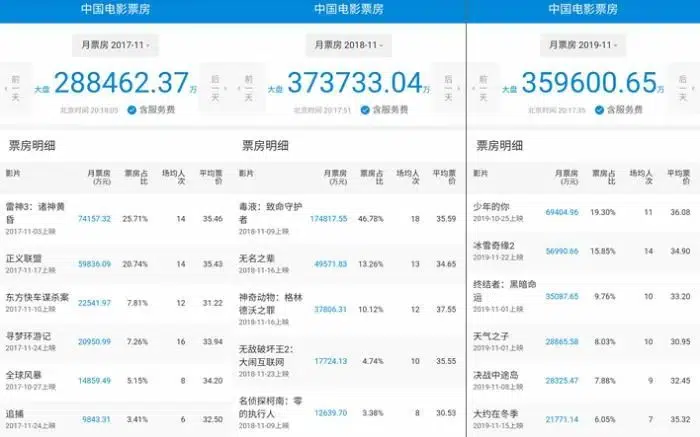 中国电影票房
月票房 2017-11
前一天
大盘 288462.37万
后一天
北京时间 20:18:05 含服务费
票房明细
影片 月票房(万元) 票房占比 场均人次 平均票价
雷神3：诸神黄昏 74157.32 25.71% 14 35.46
2017-11-03上映
正义联盟 59836.09 20.74% 14 35.43
2017-11-17上映
东方快车谋杀案 22541.97 7.81% 12 31.22
2017-11-10上映
寻梦环游记 20950.99 7.26% 16 33.94
2017-11-24上映
全球风暴 14859.49 5.15% 8 34.20
2017-10-27上映
追捕 9843.31 3.41% 6 32.50
2017-11-24上映
中国电影票房
月票房 2018-11
前一天
大盘 373733.04万
后一天
北京时间 20:17:51 含服务费
票房明细
影片 月票房(万元) 票房占比 场均人次 平均票价
毒液：致命守护者 174817.55 46.78% 18 35.59
2018-11-09上映
无名之辈 49571.83 13.26% 13 34.65
2018-11-16上映
神奇动物：格林德沃之罪 37806.31 10.12% 12 37.55
2018-11-16上映
无敌破坏王2：大闹互联网 17724.13 4.74% 10 35.55
2018-11-23上映
名侦探柯南：零的执行人 12639.70 3.38% 8 30.53
2018-11-09上映
中国电影票房
月票房 2019-11
前一天
大盘 359600.65万
后一天
北京时间 20:17:35 含服务费
票房明细
影片 月票房(万元) 票房占比 场均人次 平均票价
少年的你 69404.96 19.30% 11 36.08
2019-10-25上映
冰雪奇缘2 56990.66 15.85% 14 34.90
2019-11-22上映
终结者：黑暗命运 35087.65 9.76% 10 33.20
2019-11-01上映
天气之子 28865.58 8.03% 10 30.95
2019-11-01上映
决战中途岛 28325.47 7.88% 9 32.45
2019-11-08上映
大约在冬季 21771.14 6.05% 7 35.32
2019-11-15上映